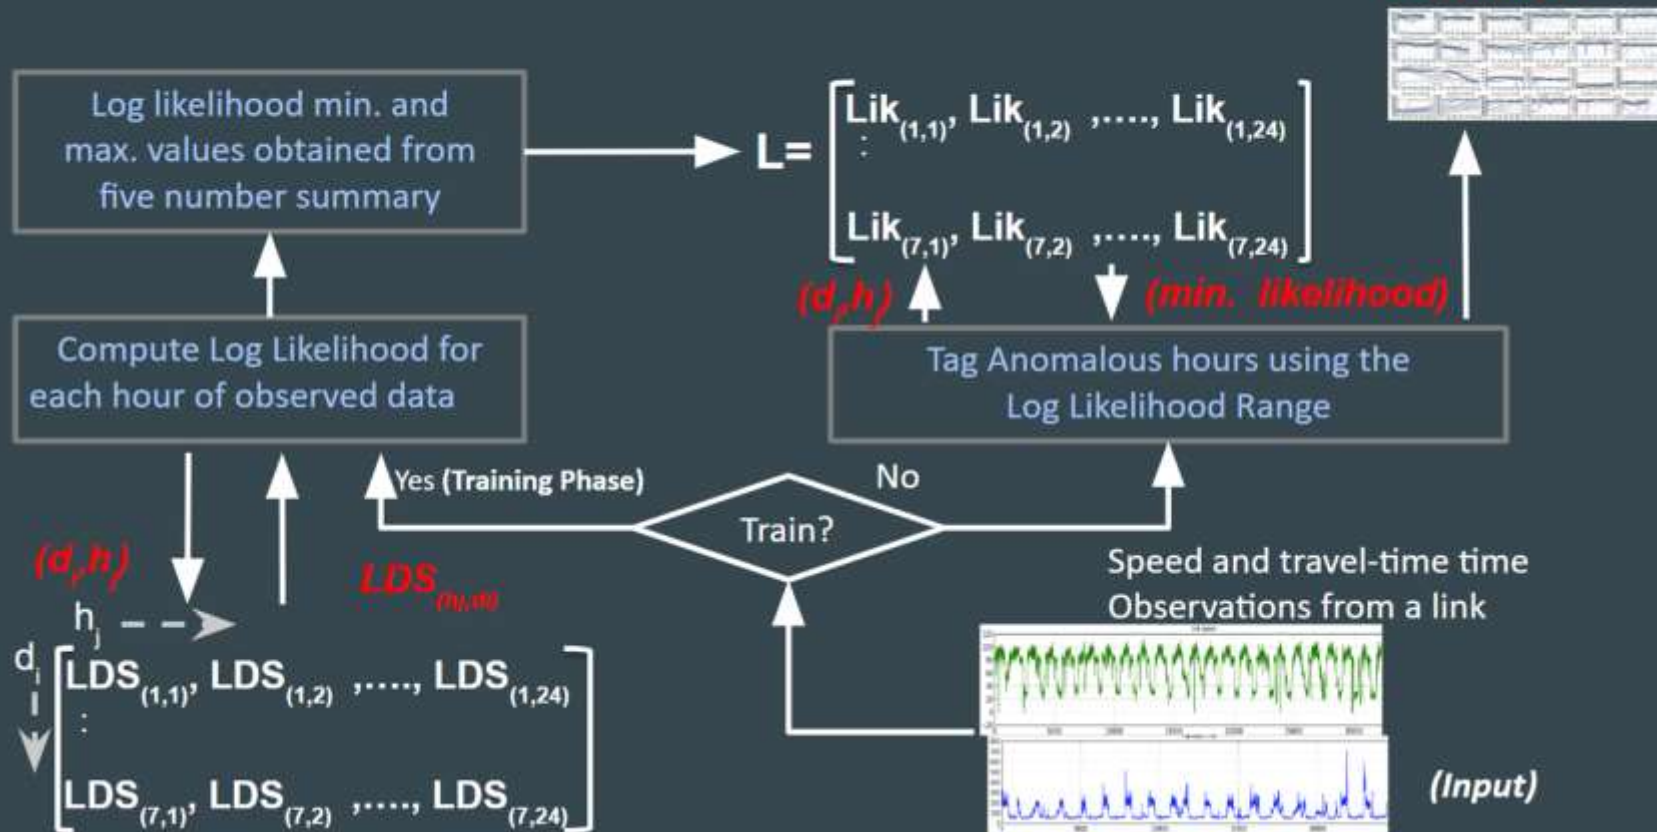 Log likelihood min. and
max. values obtained from
five number summary
L=
Lik(1,1), Lik(1,2) ,...., Lik(1,24)
:
Lik(7,1), Lik(7,2) ,...., Lik(7,24)
(di,hj)
(min. likelihood)
Compute Log Likelihood for
each hour of observed data
Tag Anomalous hours using the
Log Likelihood Range
Yes (Training Phase)
No
Train?
(di,hj)
LDS(hj,di)
hj
di
LDS(1,1), LDS(1,2) ,...., LDS(1,24)
:
LDS(7,1), LDS(7,2) ,...., LDS(7,24)
Speed and travel-time time
Observations from a link
(Input)